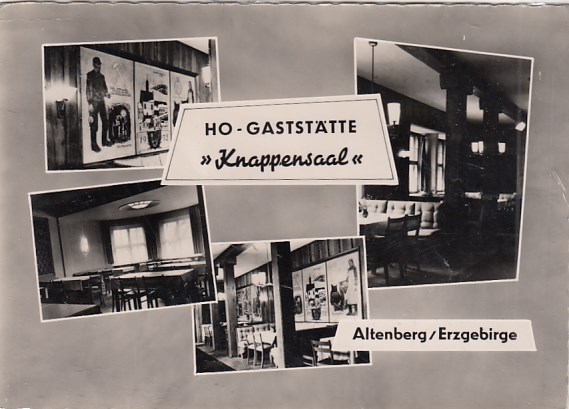 HO-GASTSTÄTTE
»Knappensaal«
Altenberg/Erzgebirge